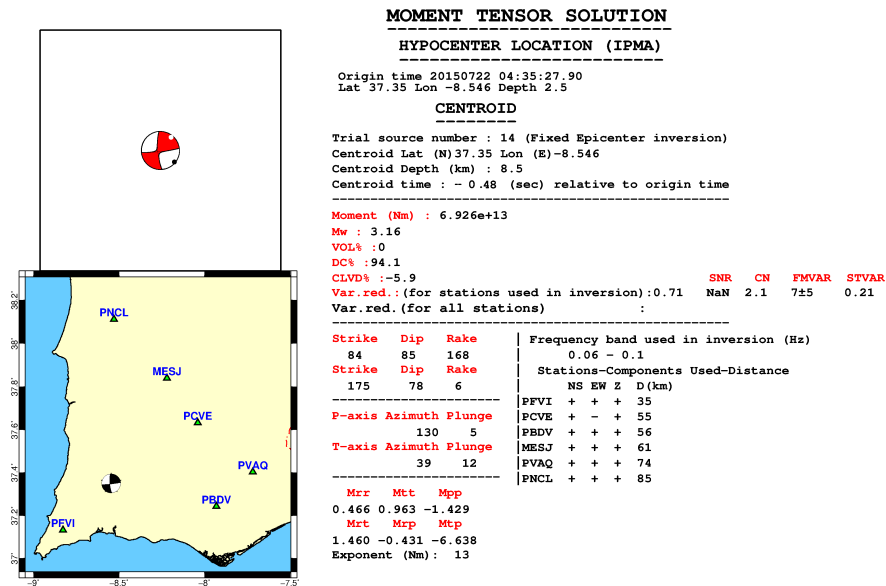 MOMENT TENSOR SOLUTION
HYPOCENTER LOCATION (IPMA)
Origin time 20150722 04:35:27.90
Lat 37.35 Lon -8.546 Depth 2.5
CENTROID
Trial source number : 14 (Fixed Epicenter inversion)
Centroid Lat (N)37.35 Lon (E)-8.546
Centroid Depth (km) : 8.5
Centroid time : - 0.48 (sec) relative to origin time
Moment (Nm) : 6.926e+13
Mw : 3.16
VOL% :0
DC% :94.1
CLVD% :-5.9
SNR CN FMVAR STVAR
Var.red.:(for stations used in inversion):0.71 NaN 2.1 7±5 0.21
Var.red.(for all stations) :
Strike Dip Rake
84 85 168
Strike Dip Rake
175 78 6
P-axis Azimuth Plunge
130 5
T-axis Azimuth Plunge
39 12
Mrr Mtt Mpp
0.466 0.963 -1.429
Mrt Mrp Mtp
1.460 -0.431 -6.638
Exponent (Nm): 13
Frequency band used in inversion (Hz)
0.06 - 0.1
Stations-Components Used-Distance
NS EW Z D(km)
PFVI + + + 35
PCVE + - + 55
PBDV + + + 56
MESJ + + + 61
PVAQ + + + 74
PNCL + + + 85
38.2˚
38˚
37.8˚
37.6˚
37.4˚
37.2˚
37˚
PNCL
MESJ
PCVE
PVAQ
PBDV
PFVI
-9˚ -8.5˚ -8˚ -7.5˚